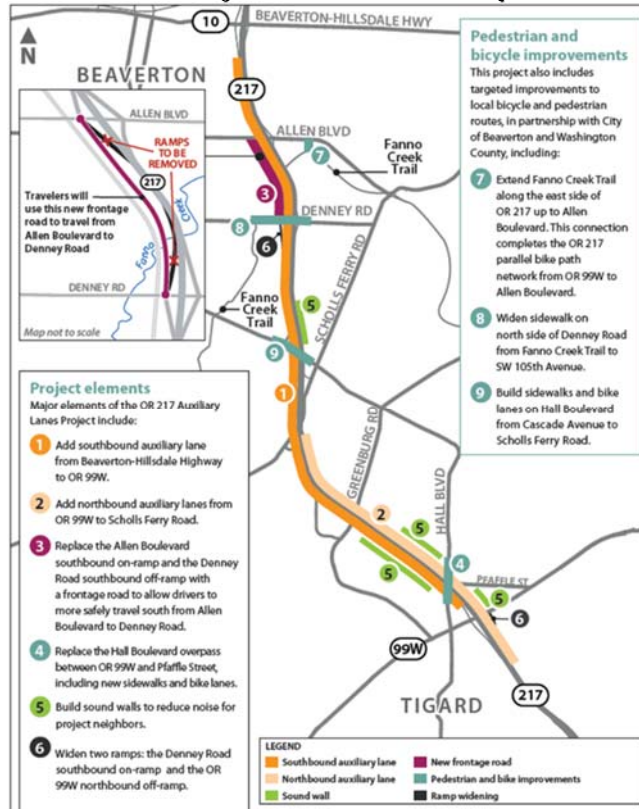 10
BEAVERTON-HILLSDALE HWY
N
BEAVERTON
217
ALLEN BLVD
RAMPS
TO BE
REMOVED
217
Travelers will
use this new frontage
road to travel from
Allen Boulevard to
Denney Road
Fanno
Creek
DENNEY RD
Map not to scale
ALLEN BLVD
7
Fanno
Creek
Trail
3
DENNEY RD
8
6
SCHOLLS FERRY RD
Fanno
Creek
Trail
5
9
1
GREENBURG RD
HALL BLVD
2
5
5
4
PFAFFLE ST
5
6
99W
TIGARD
217
Pedestrian and
bicycle improvements
This project also includes
targeted improvements to
local bicycle and pedestrian
routes, in partnership with City
of Beaverton and Washington
County, including:
7 Extend Fanno Creek Trail
along the east side of
OR 217 up to Allen
Boulevard. This connection
completes the OR 217
parallel bike path
network from OR 99W to
Allen Boulevard.
8 Widen sidewalk on
north side of Denney Road
from Fanno Creek Trail to
SW 105th Avenue.
9 Build sidewalks and bike
lanes on Hall Boulevard
from Cascade Avenue to
Scholls Ferry Road.
Project elements
Major elements of the OR 217 Auxiliary
Lanes Project include:
1 Add southbound auxiliary lane
from Beaverton-Hillsdale Highway
to OR 99W.
2 Add northbound auxiliary lanes from
OR 99W to Scholls Ferry Road.
3 Replace the Allen Boulevard
southbound on-ramp and the Denney
Road southbound off-ramp with
a frontage road to allow drivers to
more safely travel south from Allen
Boulevard to Denney Road.
4 Replace the Hall Boulevard overpass
between OR 99W and Pfaffle Street,
including new sidewalks and bike lanes.
5 Build sound walls to reduce noise for
project neighbors.
6 Widen two ramps: the Denney Road
southbound on-ramp and the OR
99W northbound off-ramp.
LEGEND
Southbound auxiliary lane
Northbound auxiliary lane
Sound wall
New frontage road
Pedestrian and bike improvements
Ramp widening